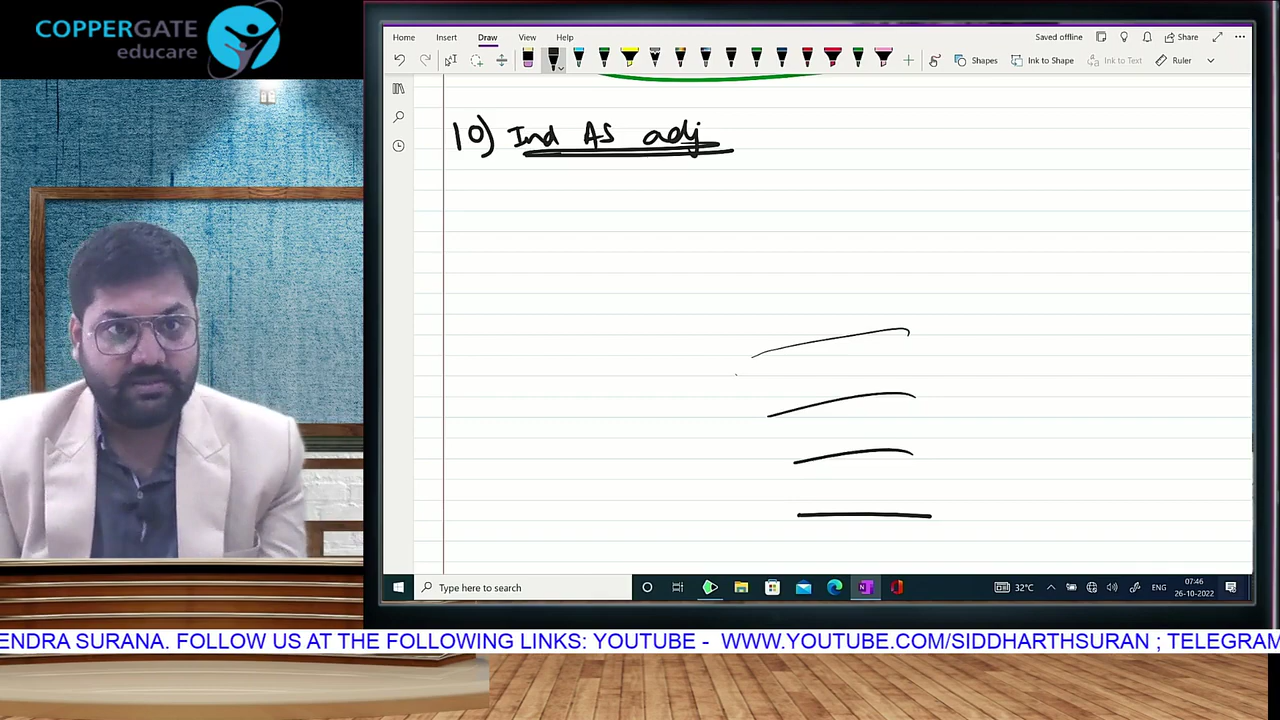 COPPERGATE
educare
Home Insert Draw View Help
Saved offline
Share
Shapes
Ink to Shape
Ink to Text
Ruler
10) Ind AS adj
Type here to search
32°C
ENG
07:46
26-10-2022
ENDRA SURANA. FOLLOW US AT THE FOLLOWING LINKS: YOUTUBE - WWW.YOUTUBE.COM/SIDDHARTHSURAN ; TELEGRAM